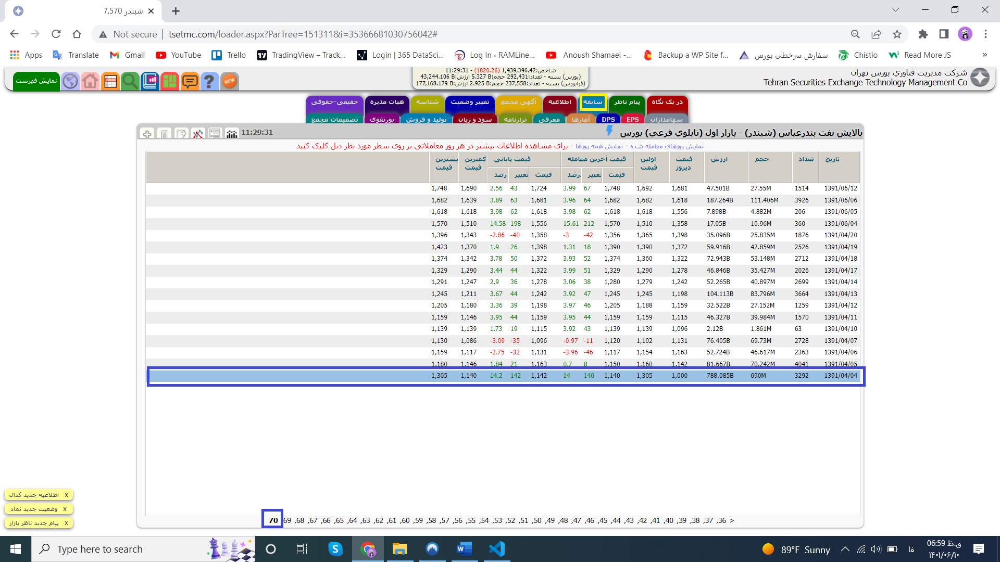 شبندر 7,570
Not secure | tsetmc.com/loader.aspx?ParTree=151311&i=35366681030756042#
Apps Translate Gmail YouTube Trello TradingView – Track... Login | 365 DataSci... Log In ‹ RAMLine... Anoush Shamaei -... Backup a WP Site f... سفارش سرخطی بورس Chistio Read More JS »
نمایش فهرست
NEW
شاخص:1,439,396.42 (1820.26) - 11:29:31
(بورس) بسته - تعداد:292,431 حجم:5.327 B ارزش:43,244.106 B
(فرابورس) بسته - تعداد:237,558 حجم:2.925 B ارزش:177,168.179 B
شرکت مدیریت فناوري بورس تهران
Tehran Securities Exchange Technology Management Co
در یک نگاه پیام ناظر سابقه اطلاعیه آگهی مجمع تغییر وضعیت شناسه هیات مدیره حقیقی-حقوقی
سهامداران EPS DPS آمارها معرفی ترازنامه سود و زیان تولید و فروش پورتفوی تصمیمات مجمع
پالایش نفت بندرعباس (شبندر) - بازار اول (تابلوي فرعي) بورس
11:29:31
نمایش روزهای معامله شده - نمایش همه روزها - برای مشاهده اطلاعات بیشتر در هر روز معاملاتی بر روی سطر مورد نظر دبل کلیک کنید
تاریخ تعداد حجم ارزش قیمت دیروز اولین قیمت قیمت آخرین معامله قیمت پایانی کمترین قیمت بیشترین قیمت
قیمت تغییر درصد قیمت تغییر درصد
1,748 1,690 2.56 43 1,724 3.99 67 1,748 1,692 1,681 47.501B 27.55M 1514 1391/06/12
1,682 1,639 3.89 63 1,681 3.96 64 1,682 1,682 1,618 187.264B 111.406M 3926 1391/06/06
1,618 1,618 3.98 62 1,618 3.98 62 1,618 1,618 1,556 7.898B 4.882M 206 1391/06/05
1,570 1,510 14.58 198 1,556 15.61 212 1,570 1,510 1,358 17.05B 10.96M 360 1391/06/04
1,396 1,343 -2.86 -40 1,358 -3 -42 1,356 1,365 1,398 35.096B 25.835M 1876 1391/04/20
1,423 1,370 1.9 26 1,398 1.31 18 1,390 1,390 1,372 59.916B 42.859M 2526 1391/04/19
1,374 1,342 3.78 50 1,372 3.93 52 1,374 1,360 1,322 72.943B 53.148M 2712 1391/04/18
1,329 1,290 3.44 44 1,322 3.99 51 1,329 1,290 1,278 46.846B 35.427M 2026 1391/04/17
1,291 1,247 2.9 36 1,278 3.06 38 1,280 1,279 1,242 52.265B 40.897M 2699 1391/04/14
1,245 1,211 3.67 44 1,242 3.92 47 1,245 1,245 1,198 104.113B 83.796M 3664 1391/04/13
1,205 1,180 3.36 39 1,198 3.97 46 1,205 1,188 1,159 32.522B 27.152M 1259 1391/04/12
1,159 1,146 3.95 44 1,159 3.95 44 1,159 1,159 1,115 46.327B 39.984M 1570 1391/04/11
1,139 1,139 1.73 19 1,115 3.92 43 1,139 1,139 1,096 2.12B 1.861M 63 1391/04/10
1,130 1,086 -3.09 -35 1,096 -0.97 -11 1,120 1,102 1,131 76.405B 69.73M 2728 1391/04/07
1,159 1,117 -2.75 -32 1,131 -3.96 -46 1,117 1,154 1,163 52.724B 46.617M 2363 1391/04/06
1,180 1,146 1.84 21 1,163 0.7 8 1,150 1,160 1,142 81.667B 70.242M 4041 1391/04/05
1,305 1,140 14.2 142 1,142 14 140 1,140 1,305 1,000 788.085B 690M 3292 1391/04/04
اطلاعیه جدید کدال x
وضعیت جدید نماد x
پیام جدید ناظر بازار x
70 69, 68, 67, 66, 65, 64, 63, 62, 61, 60, 59, 58, 57, 56, 55, 54, 53, 52, 51, 50, 49, 48, 47, 46, 45, 44, 43, 42, 41, 40, 39, 38, 37, 36, >
Type here to search
89°F Sunny
فا
06:59 ق.ظ
۱۴۰۱/۰۶/۱۰